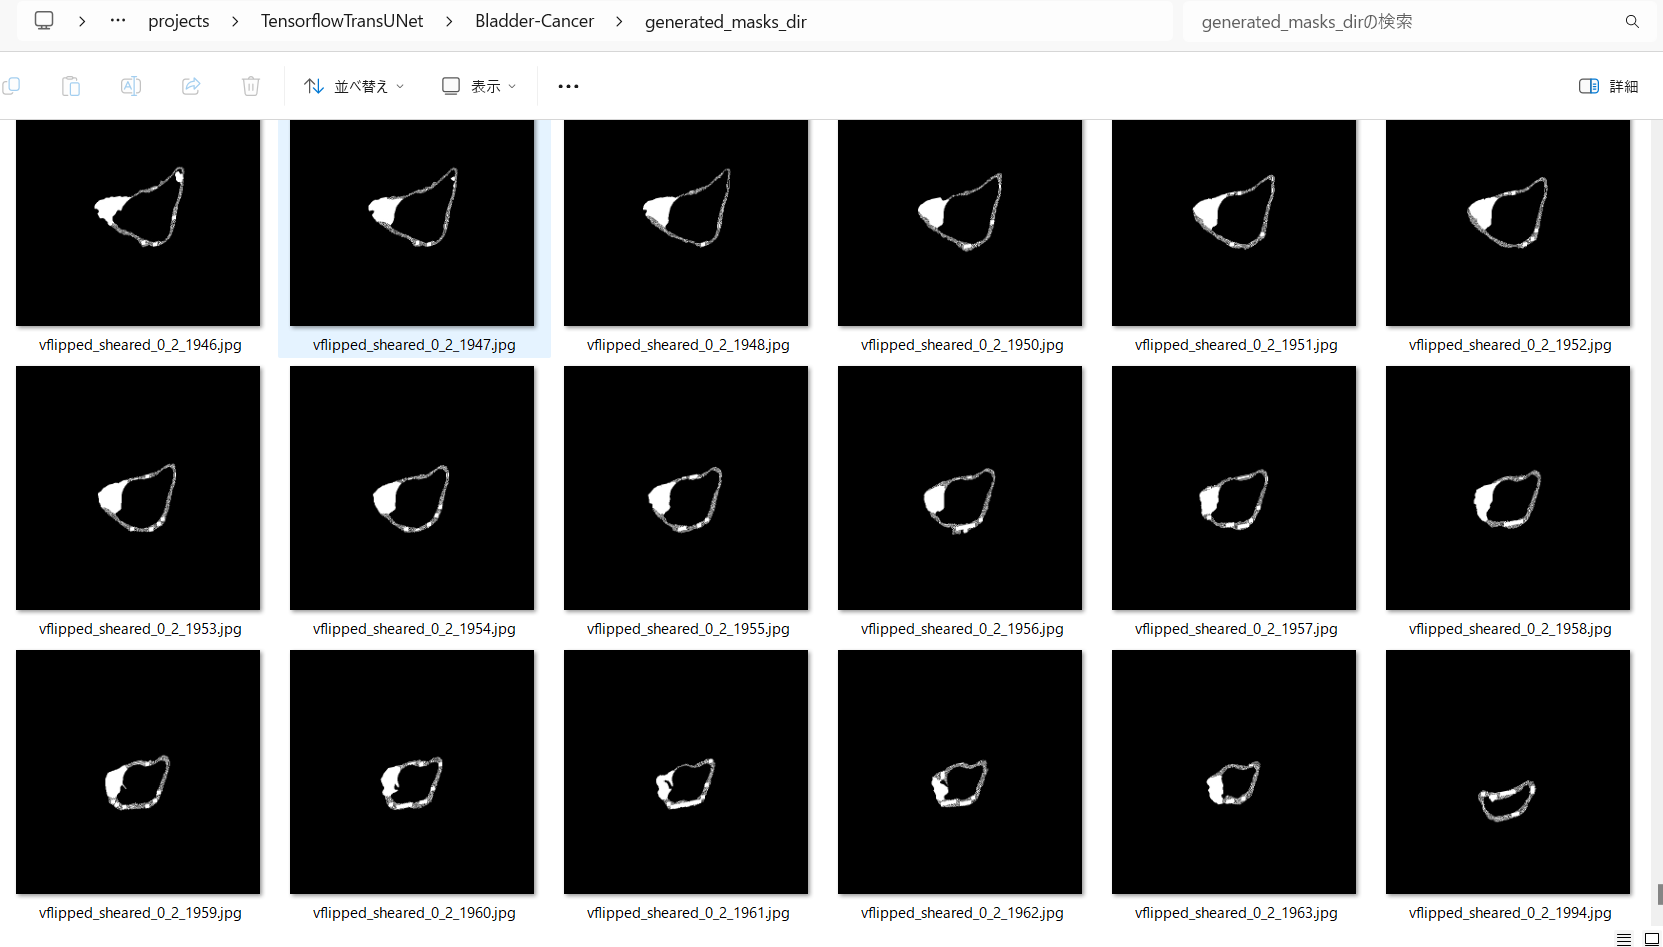 projects TensorflowTransUNet Bladder-Cancer generated_masks_dir generated_masks_dirの検索
並べ替え 表示 詳細
vflipped_sheared_0_2_1946.jpg vflipped_sheared_0_2_1947.jpg vflipped_sheared_0_2_1948.jpg vflipped_sheared_0_2_1950.jpg vflipped_sheared_0_2_1951.jpg vflipped_sheared_0_2_1952.jpg
vflipped_sheared_0_2_1953.jpg vflipped_sheared_0_2_1954.jpg vflipped_sheared_0_2_1955.jpg vflipped_sheared_0_2_1956.jpg vflipped_sheared_0_2_1957.jpg vflipped_sheared_0_2_1958.jpg
vflipped_sheared_0_2_1959.jpg vflipped_sheared_0_2_1960.jpg vflipped_sheared_0_2_1961.jpg vflipped_sheared_0_2_1962.jpg vflipped_sheared_0_2_1963.jpg vflipped_sheared_0_2_1994.jpg